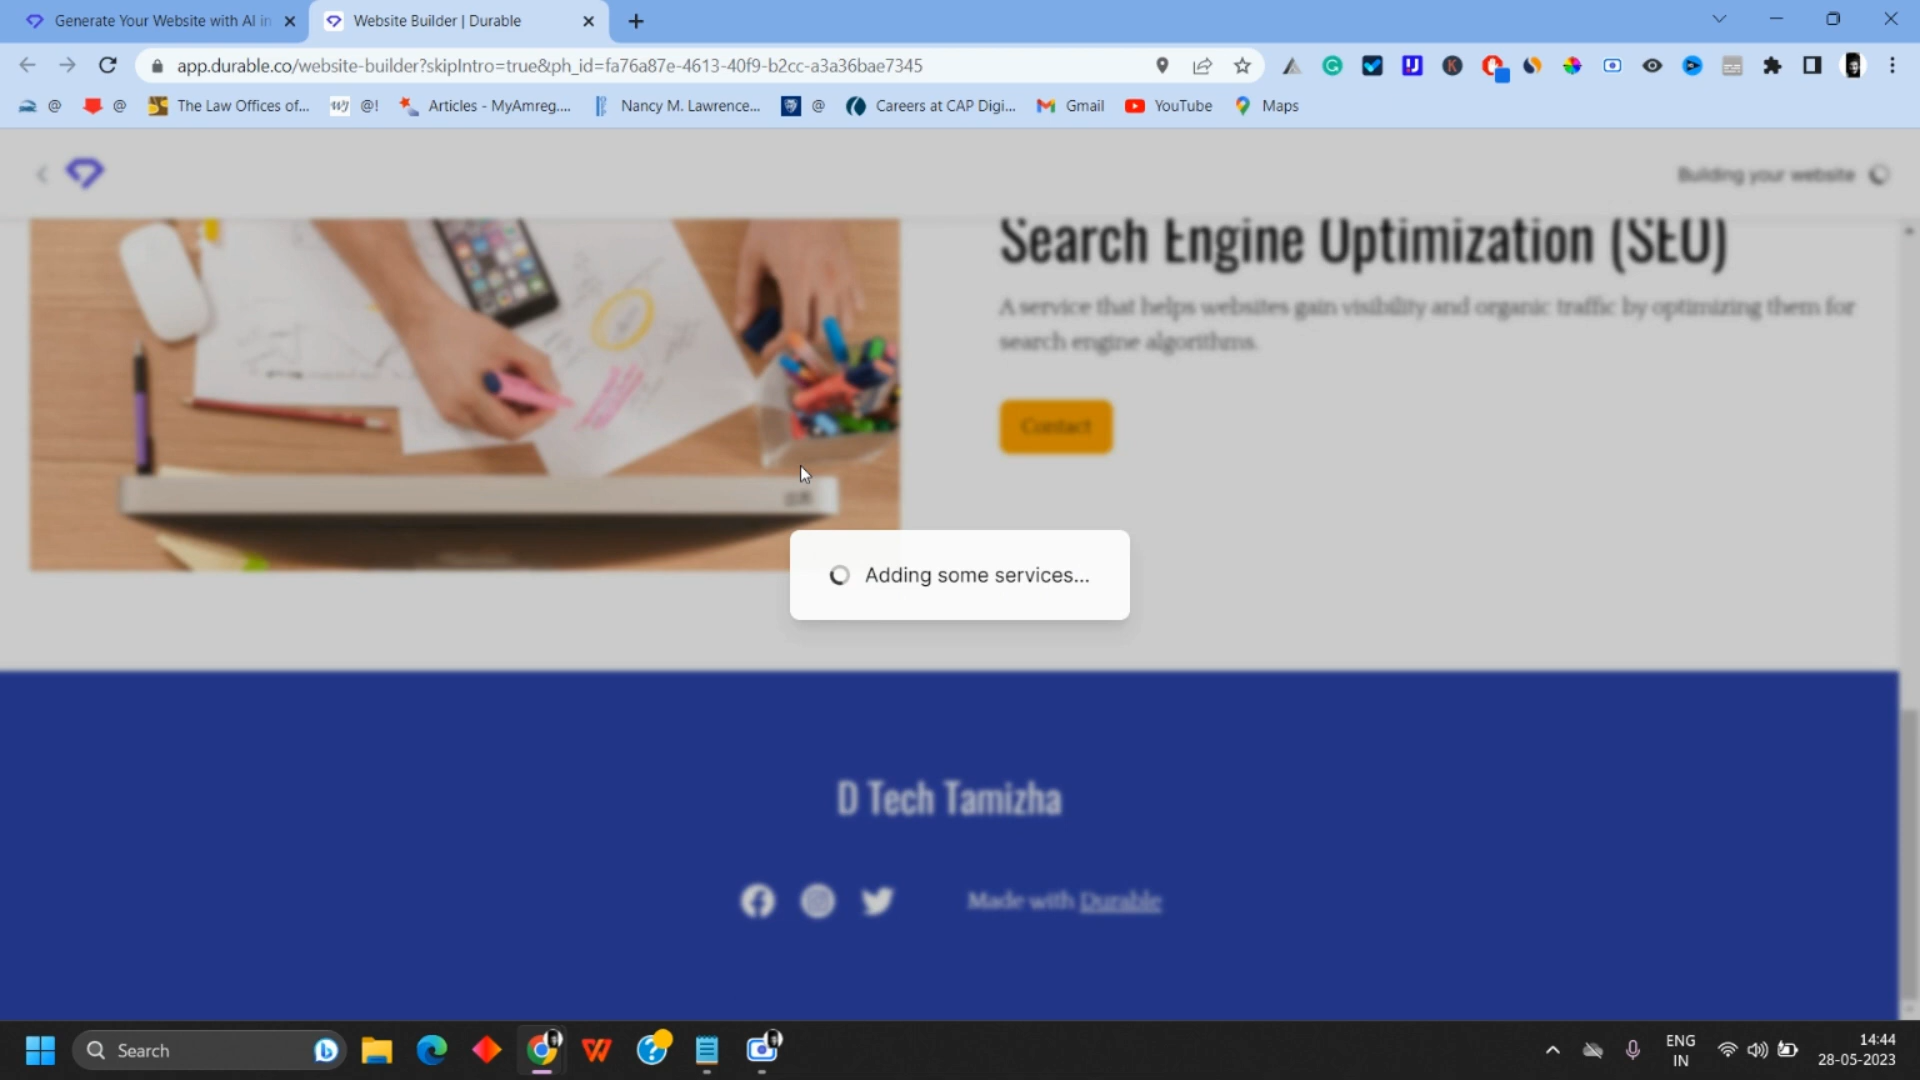 Generate Your Website with AI in
Website Builder | Durable
app.durable.co/website-builder?skipIntro=true&ph_id=fa76a87e-4613-40f9-b2cc-a3a36bae7345
@
@
The Law Offices of...
@!
Articles - MyAmreg....
Nancy M. Lawrence...
@
Careers at CAP Digi...
Gmail
YouTube
Maps
Building your website
Search Engine Optimization (SEO)
A service that helps websites gain visibility and organic traffic by optimizing them for
search engine algorithms.
Contact
Adding some services...
D Tech Tamizha
Made with Durable
Search
ENG
IN
14:44
28-05-2023